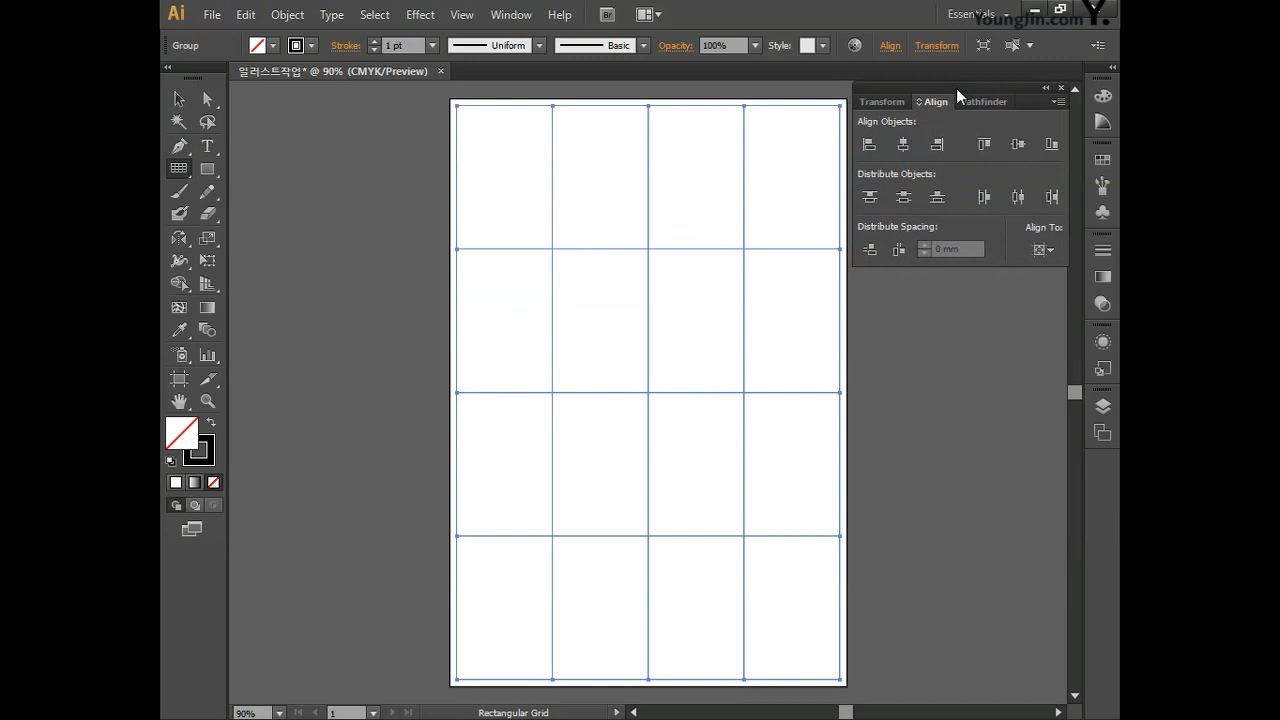 YoungJin.com Y.
Ai File Edit Object Type Select Effect View Window Help Br Essentials
Group Stroke: 1 pt Uniform Basic Opacity: 100% Style: Align Transform
일러스트작업* @ 90% (CMYK/Preview)
Transform Align Pathfinder
Align Objects:
Distribute Objects:
Distribute Spacing: Align To:
0 mm
T
90% 1 Rectangular Grid